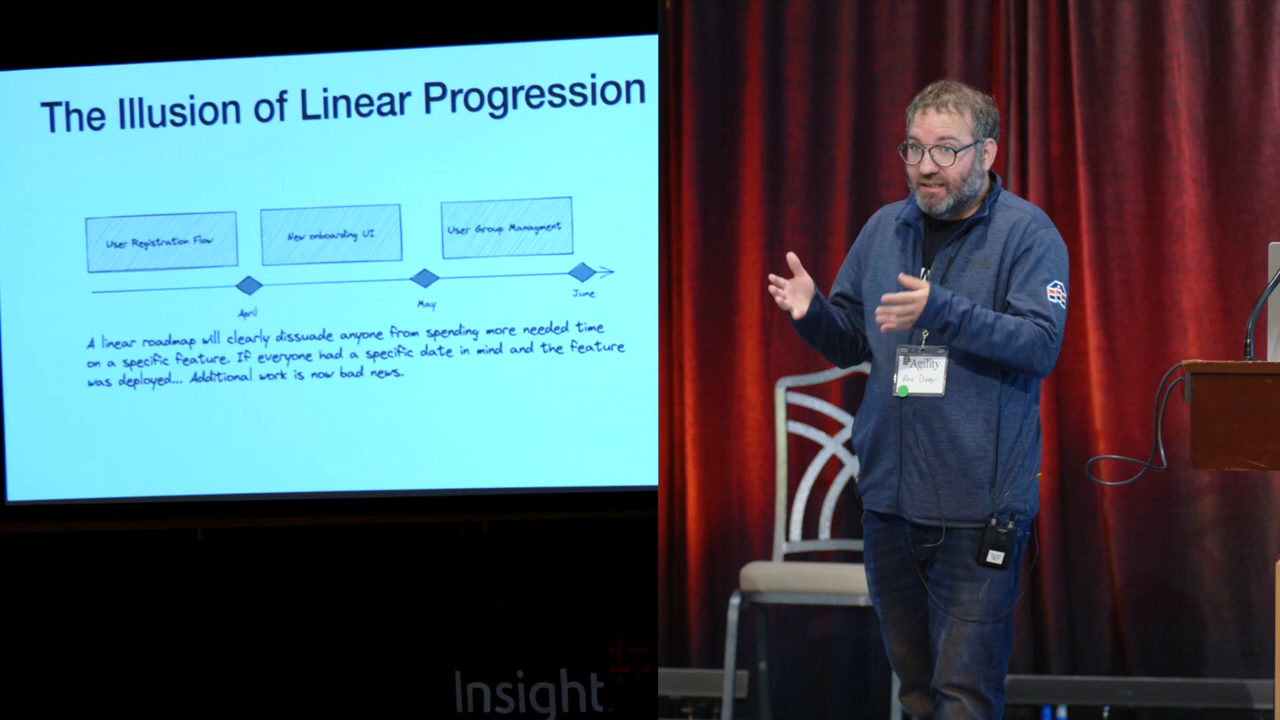 The Illusion of Linear Progression
User Registration Flow
New onboarding UI
User Group Managment
April
May
June
A linear roadmap will clearly dissuade anyone from spending more needed time
on a specific feature. If everyone had a specific date in mind and the feature
was deployed... Additional work is now bad news.
Insight
Agility